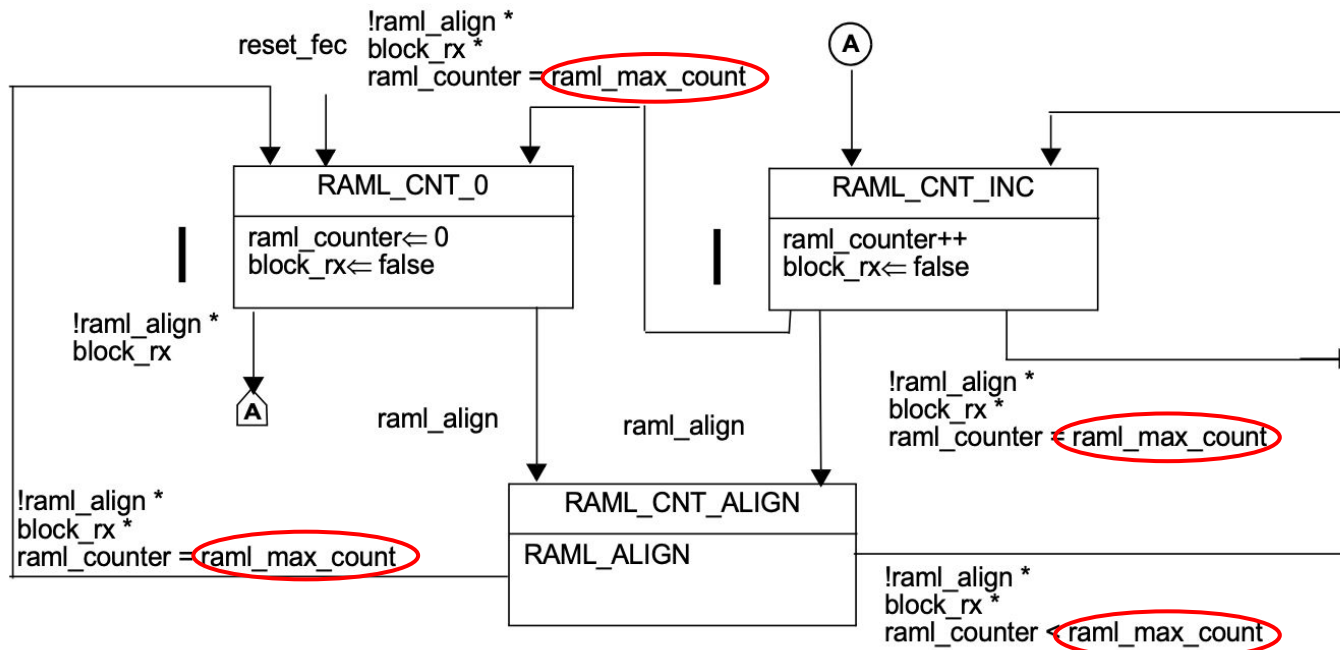 reset_fec
!raml_align *
block_rx *
raml_counter = raml_max_count
A
RAML_CNT_0
raml_counter⇐ 0
block_rx⇐ false
RAML_CNT_INC
raml_counter++
block_rx⇐ false
!raml_align *
block_rx
A
raml_align
raml_align
!raml_align *
block_rx *
raml_counter = raml_max_count
!raml_align *
block_rx *
raml_counter = raml_max_count
RAML_CNT_ALIGN
RAML_ALIGN
!raml_align *
block_rx *
raml_counter < raml_max_count